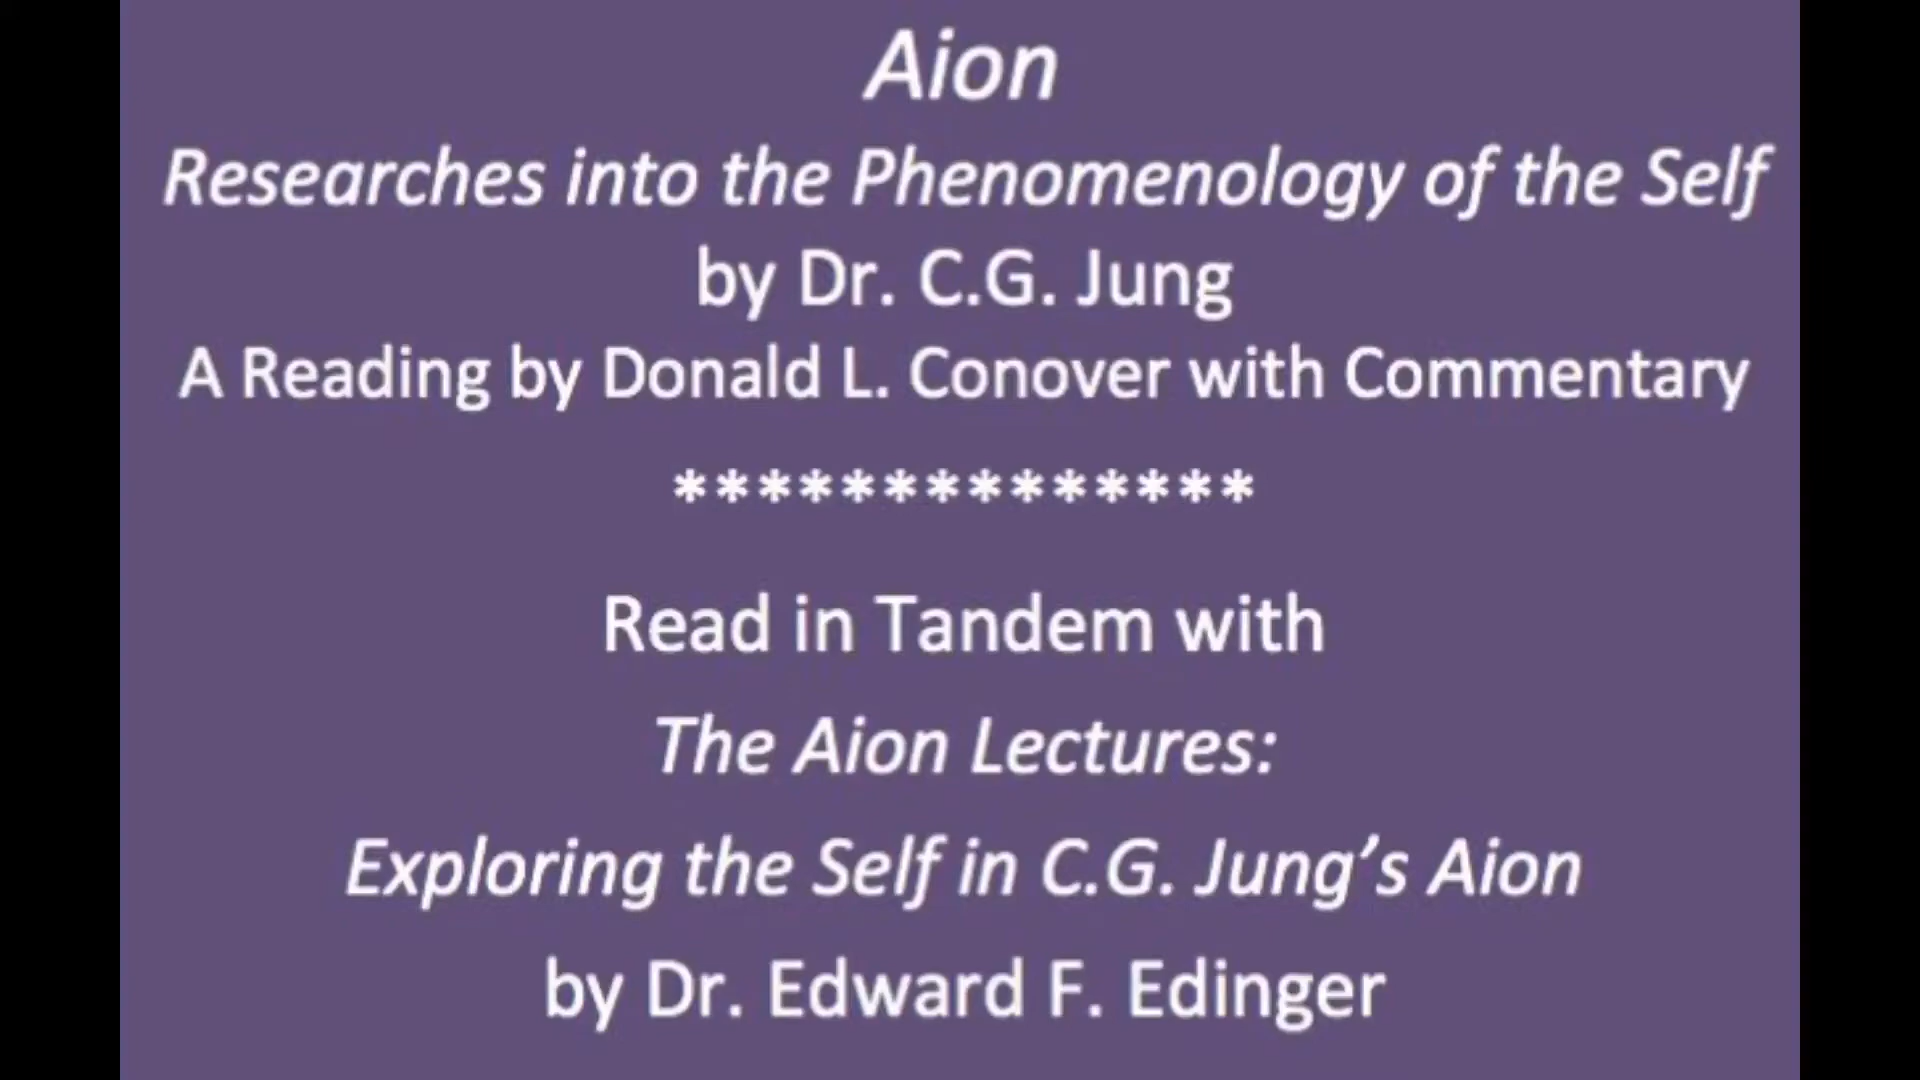 Aion
Researches into the Phenomenology of the Self
by Dr. C.G. Jung
A Reading by Donald L. Conover with Commentary
**************
Read in Tandem with
The Aion Lectures:
Exploring the Self in C.G. Jung’s Aion
by Dr. Edward F. Edinger